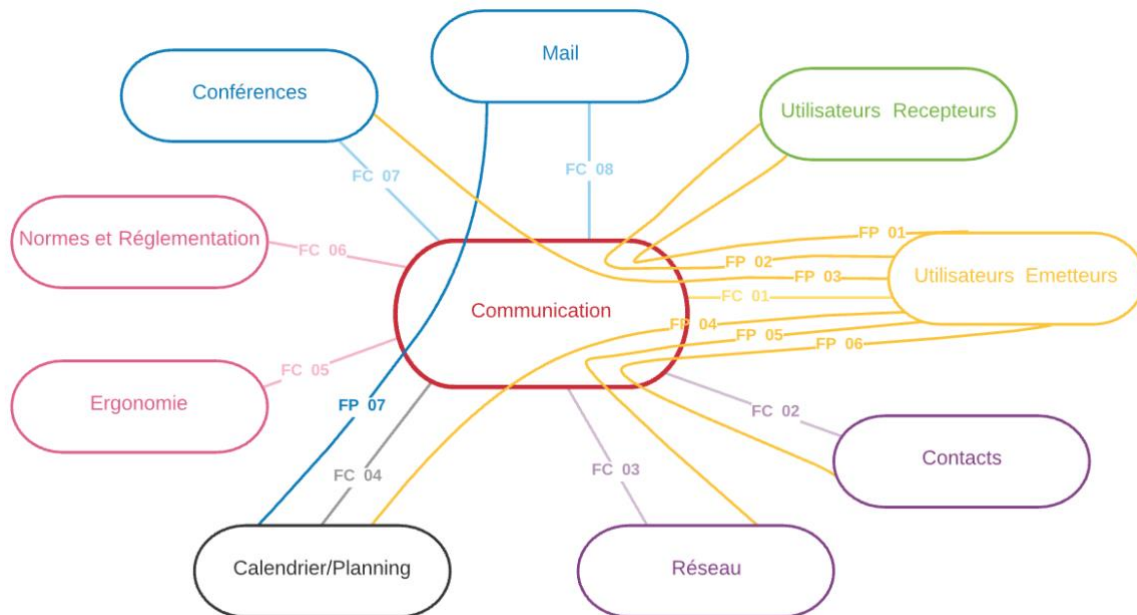 Mail
Conférences
Utilisateurs Recepteurs
FC 07
FC 08
Normes et Réglementation
FC 06
FP 01
FP 02
FP 03
Utilisateurs Emetteurs
FC 01
Communication
FP 04
FP 05
FP 06
FC 05
Ergonomie
FP 07
FC 02
Contacts
FC 04
FC 03
Calendrier/Planning
Réseau